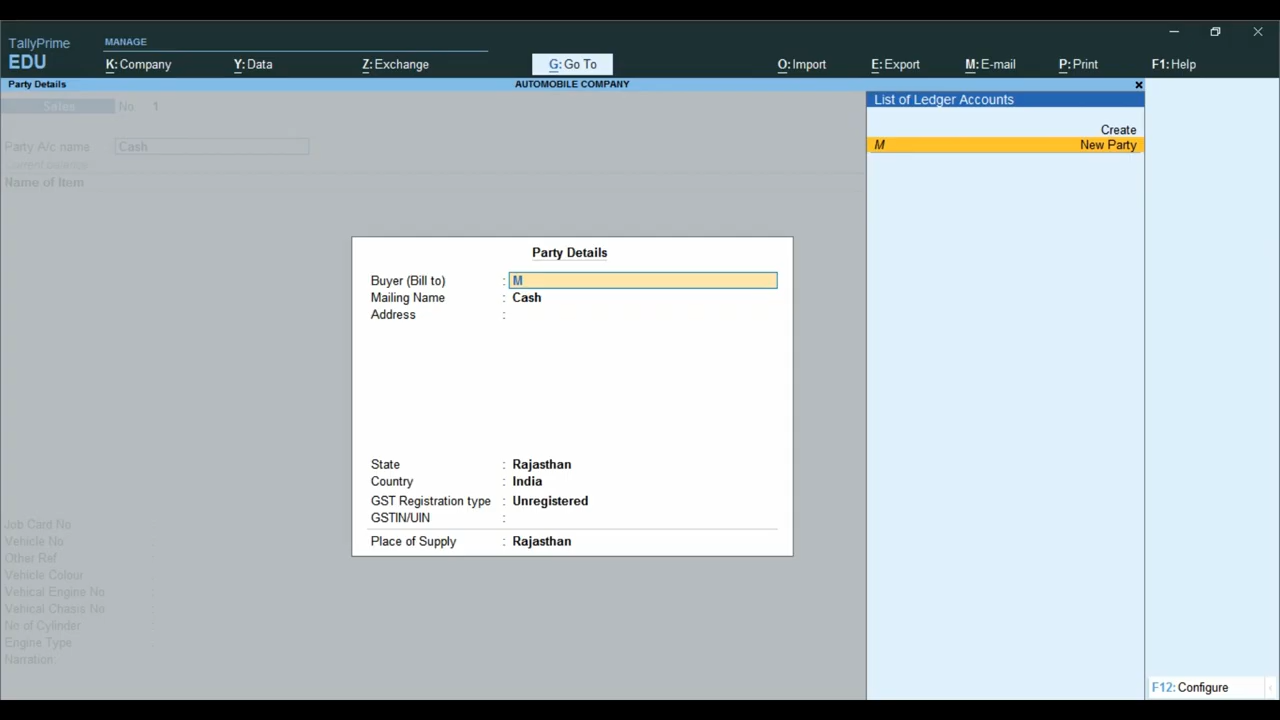 TallyPrime
EDU
MANAGE
K: Company
Y: Data
Z: Exchange
G: Go To
O: Import
E: Export
M: E-mail
P: Print
F1: Help
Party Details
AUTOMOBILE COMPANY
Sales No. 1
Party A/c name Cash
Current balance
Name of Item
List of Ledger Accounts
Create
M New Party
Party Details
Buyer (Bill to) : M
Mailing Name : Cash
Address :
State : Rajasthan
Country : India
GST Registration type : Unregistered
GSTIN/UIN :
Place of Supply : Rajasthan
Job Card No
Vehicle No :
Other Ref :
Vehicle Colour :
Vehical Engine No :
Vehical Chasis No :
No of Cylinder :
Engine Type :
Narration:
F12: Configure